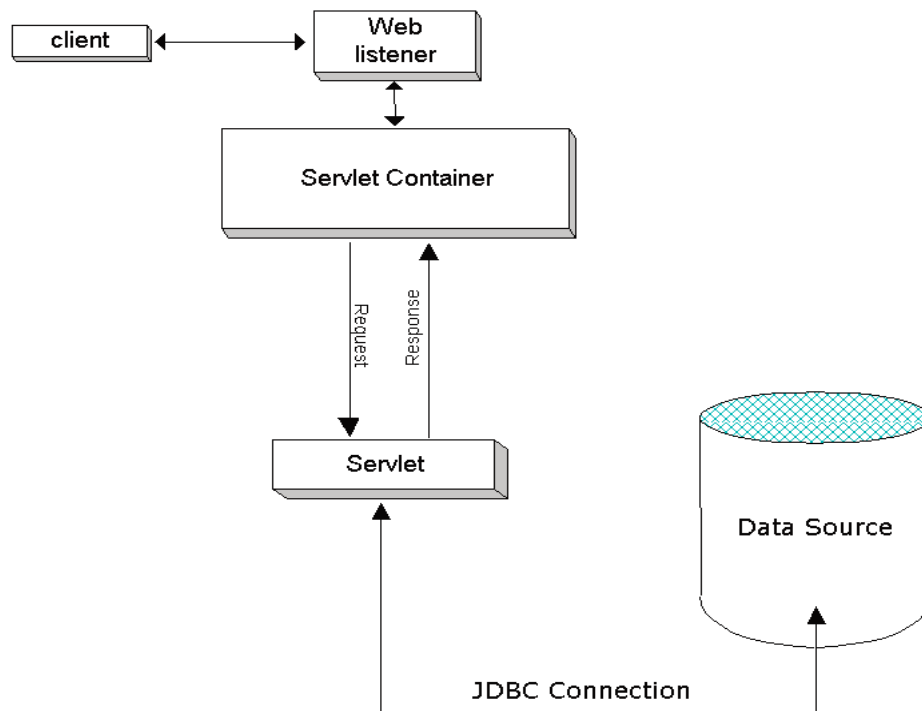 client
Web
listener
Servlet Container
Request
Response
Servlet
Data Source
JDBC Connection